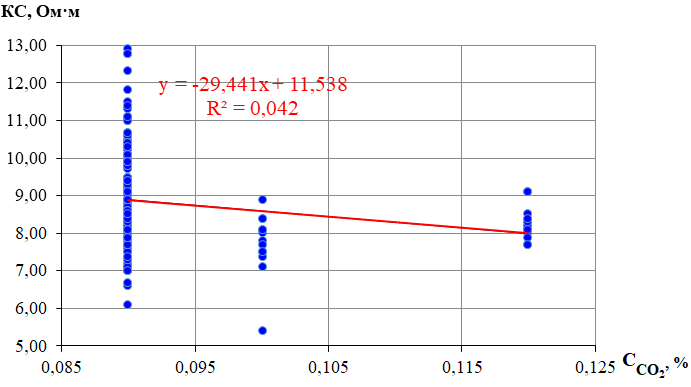 КС, Ом·м
13,00
12,00
11,00
10,00
9,00
8,00
7,00
6,00
5,00
y = -29,441x + 11,538
R² = 0,042
0,085 0,095 0,105 0,115 0,125
C CO₂, %